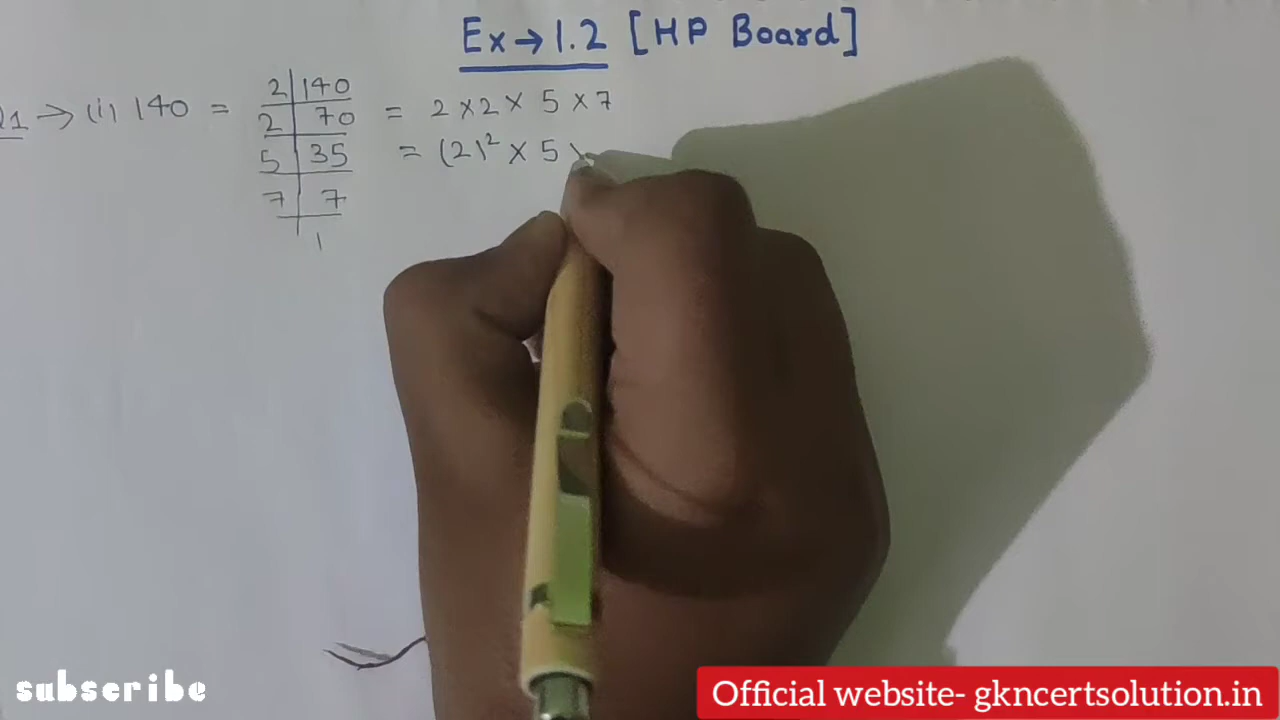 Ex→1.2 [HP Board]
Q1 → (i) 140 = 2|140 = 2 × 2 × 5 × 7
2|70
5|35 = (2)² × 5 ×
7|7
1
subscribe
Official website- gkncertsolution.in